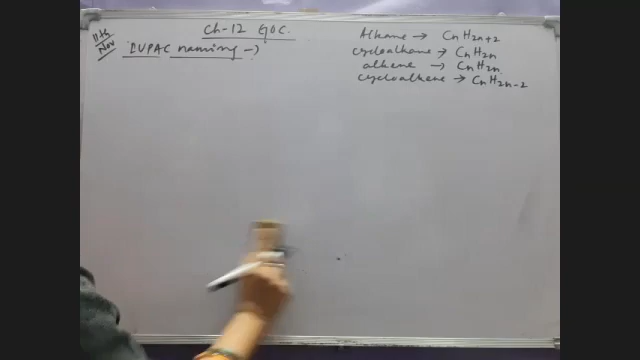 Ch-12 GOC.
11th Nov
IUPAC naming →
Alkane → CnH2n+2
cycloalkane → CnH2n
alkene → CnH2n
cycloalkene → CnH2n-2